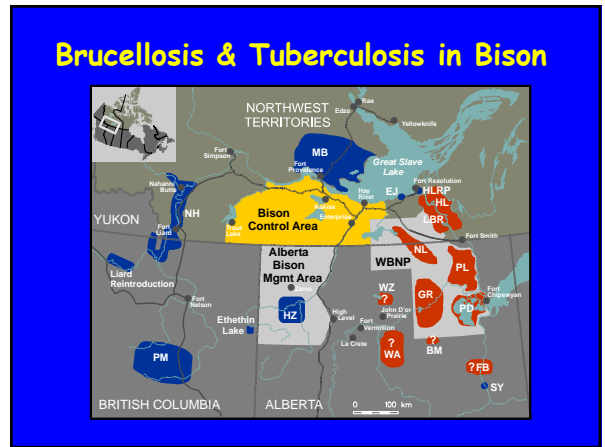 Brucellosis & Tuberculosis in Bison
NORTHWEST
TERRITORIES
Rae
Edzo
Yellowknife
MB
Fort
Simpson
Fort
Providence
Great Slave
Lake
Nahanni
Butte
NH
Hay
River
EJ
Fort Resolution
HLRP
HL
LBR
Kakisa
Enterprise
Bison
Control Area
Trout
Lake
YUKON
Fort
Liard
Fort Smith
Liard
Reintroduction
Alberta
Bison
Mgmt Area
WBNP
NL
PL
Zama
HZ
WZ
?
GR
Fort
Chipewyan
PD
Fort
Nelson
Ethethin
Lake
High
Level
John D'or
Prairie
Fort
Vermillion
La Crete
?
WA
?
BM
PM
?FB
SY
BRITISH COLUMBIA
ALBERTA
0 100 km